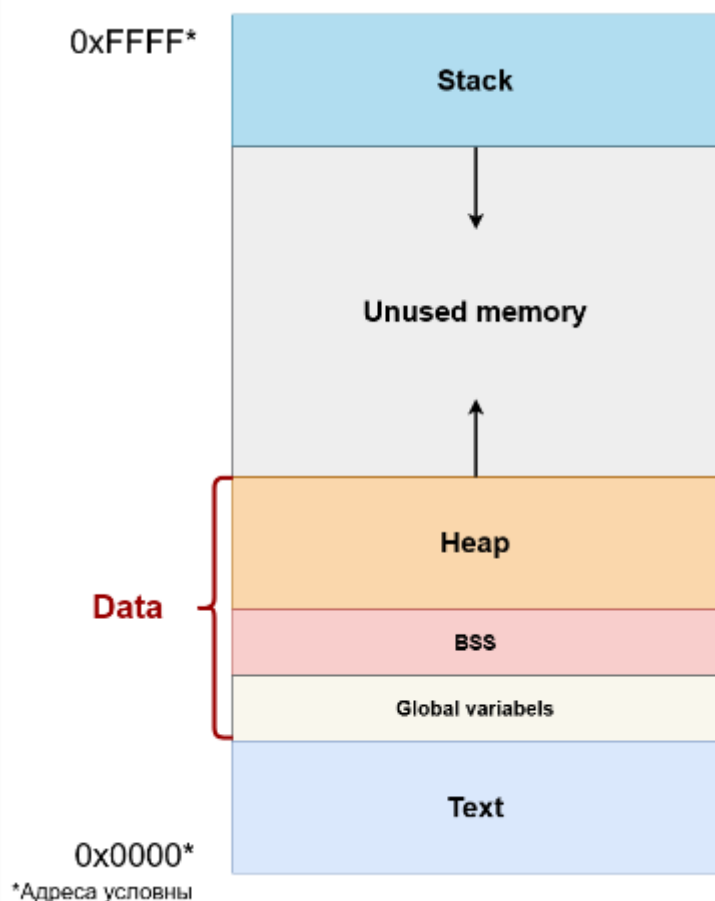 0xFFFF*
Stack
Unused memory
Heap
Data
BSS
Global variabels
Text
0x0000*
*Адреса условны